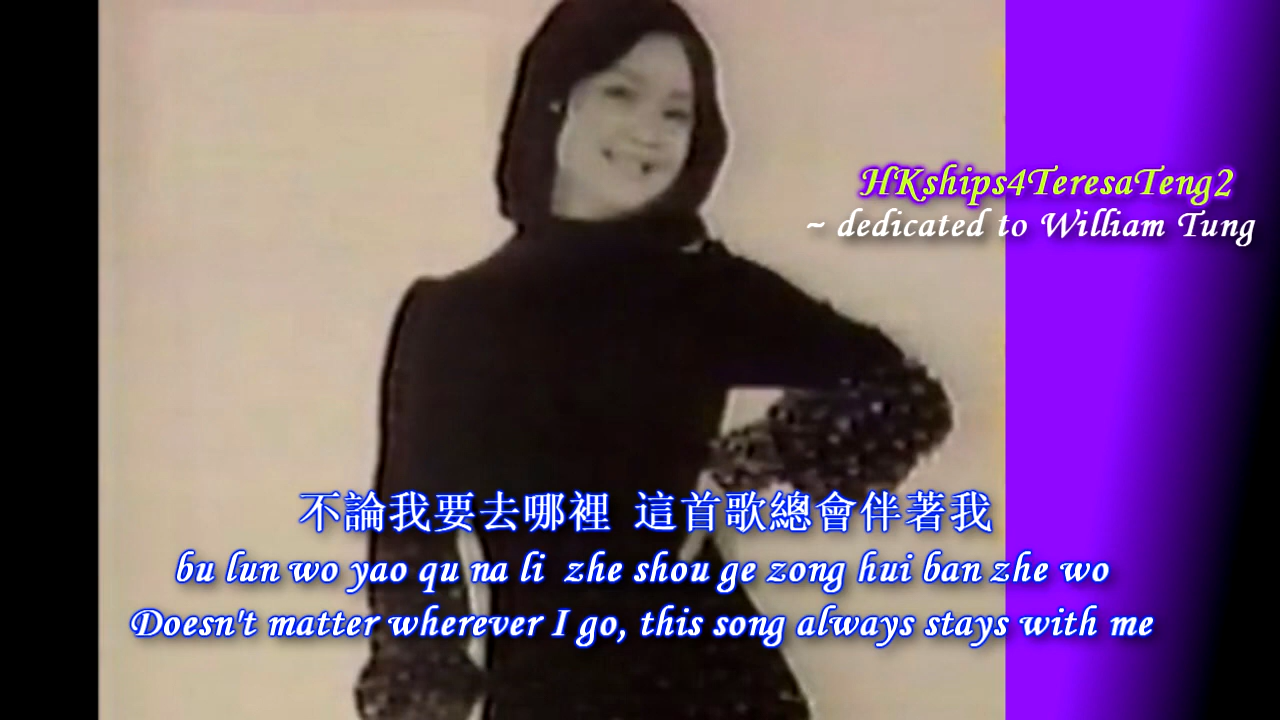 HKships4TeresaTeng2
~ dedicated to William Tung
不論我要去哪裡 這首歌總會伴著我
bu lun wo yao qu na li zhe shou ge zong hui ban zhe wo
Doesn't matter wherever I go, this song always stays with me